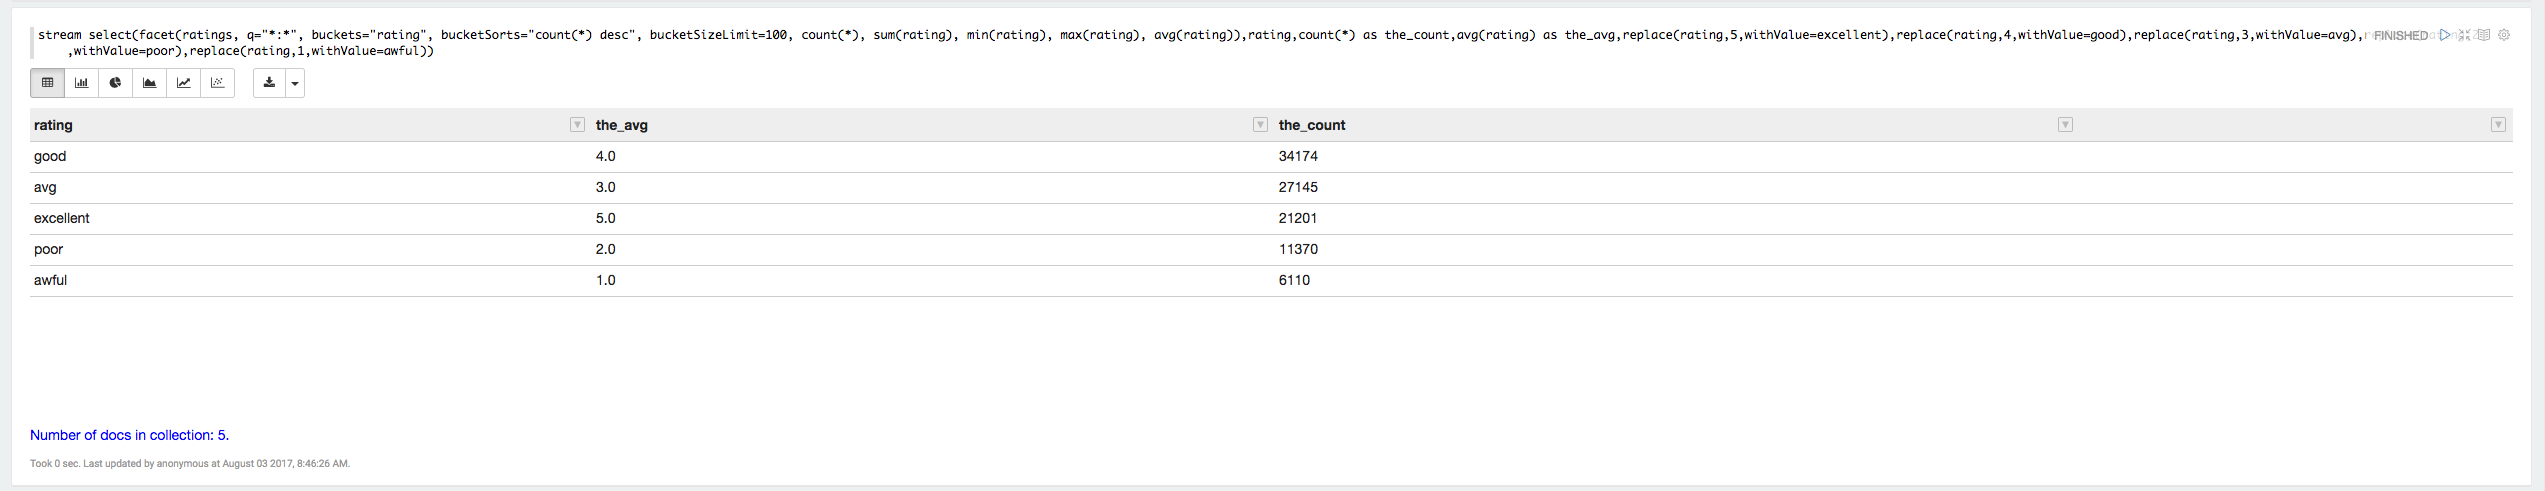 stream select(facet(ratings, q="*:*", buckets="rating", bucketSorts="count(*) desc", bucketSizeLimit=100, count(*), sum(rating), min(rating), max(rating), avg(rating)),rating,count(*) as the_count,avg(rating) as the_avg,replace(rating,5,withValue=excellent),replace(rating,4,withValue=good),replace(rating,3,withValue=avg), FINISHED
,withValue=poor),replace(rating,1,withValue=awful))
rating the_avg the_count
good 4.0 34174
avg 3.0 27145
excellent 5.0 21201
poor 2.0 11370
awful 1.0 6110
Number of docs in collection: 5.
Took 0 sec. Last updated by anonymous at August 03 2017, 8:46:26 AM.